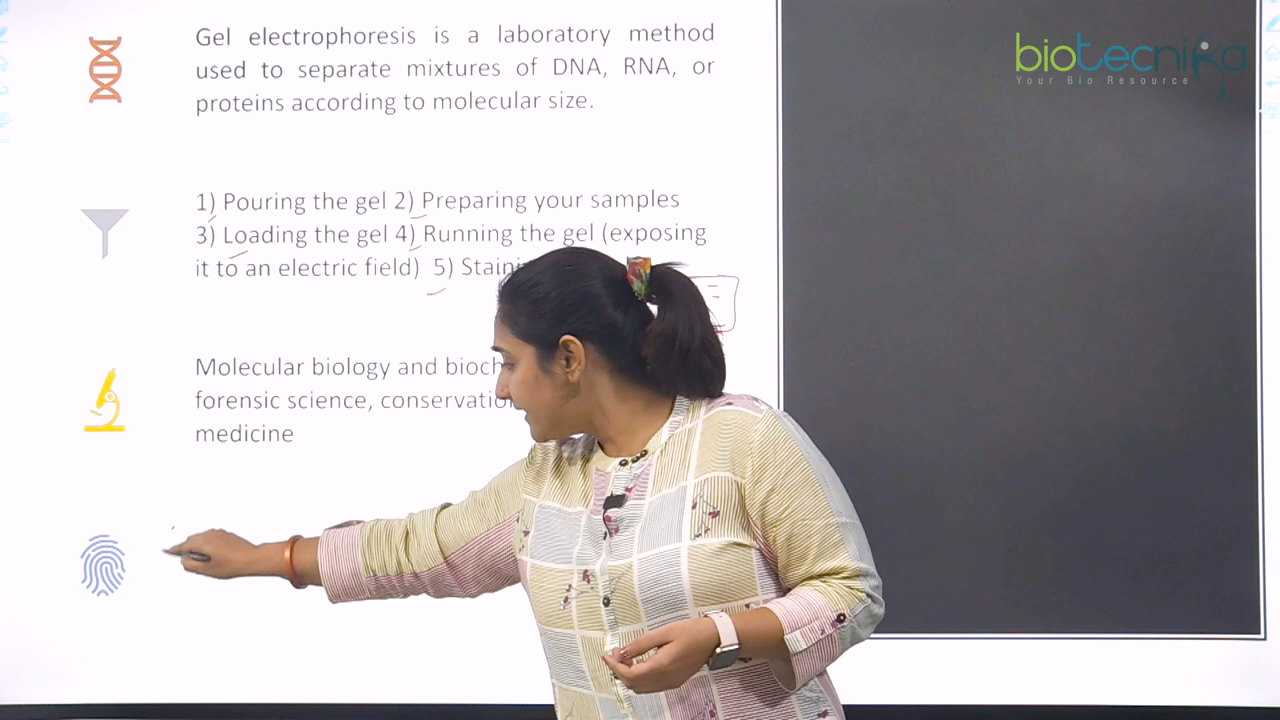 biotecnika
Your Bio Resource
Gel electrophoresis is a laboratory method
used to separate mixtures of DNA, RNA, or
proteins according to molecular size.
1) Pouring the gel 2) Preparing your samples
3) Loading the gel 4) Running the gel (exposing
it to an electric field) 5)
Molecular biology and
forensic science,
medicine